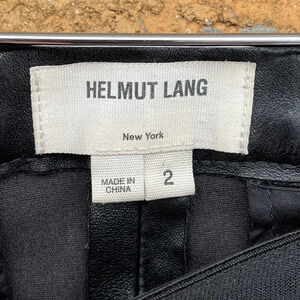 HELMUT LANG
New York
MADE IN
CHINA
2